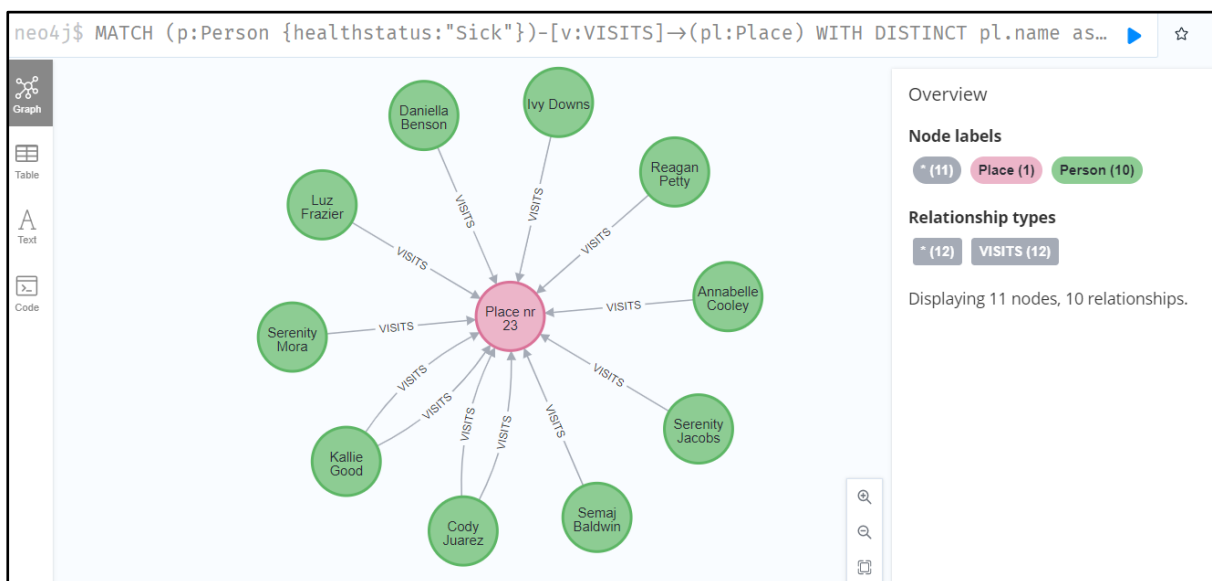 neo4j$ MATCH (p:Person {healthstatus:"Sick"})-[v:VISITS]→(pl:Place) WITH DISTINCT pl.name as…
Graph
Table
Text
Code
Daniella
Benson
Ivy Downs
Reagan
Petty
Luz
Frazier
Annabelle
Cooley
Serenity
Mora
Place nr
23
Serenity
Jacobs
Kallie
Good
Cody
Juarez
Semaj
Baldwin
VISITS
VISITS
VISITS
VISITS
VISITS
VISITS
VISITS
VISITS
VISITS
VISITS
VISITS
VISITS
Overview
Node labels
* (11) Place (1) Person (10)
Relationship types
* (12) VISITS (12)
Displaying 11 nodes, 10 relationships.